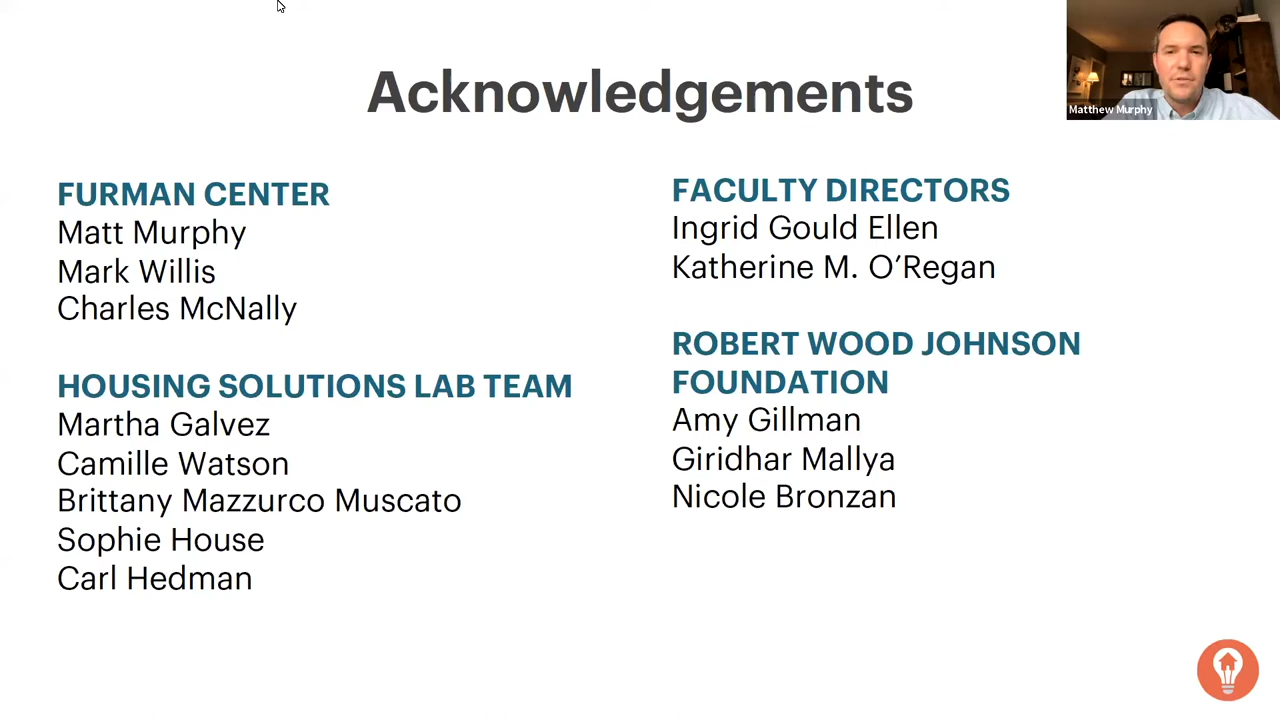 Acknowledgements
Matthew Murphy
FURMAN CENTER
Matt Murphy
Mark Willis
Charles McNally
HOUSING SOLUTIONS LAB TEAM
Martha Galvez
Camille Watson
Brittany Mazzurco Muscato
Sophie House
Carl Hedman
FACULTY DIRECTORS
Ingrid Gould Ellen
Katherine M. O’Regan
ROBERT WOOD JOHNSON
FOUNDATION
Amy Gillman
Giridhar Mallya
Nicole Bronzan